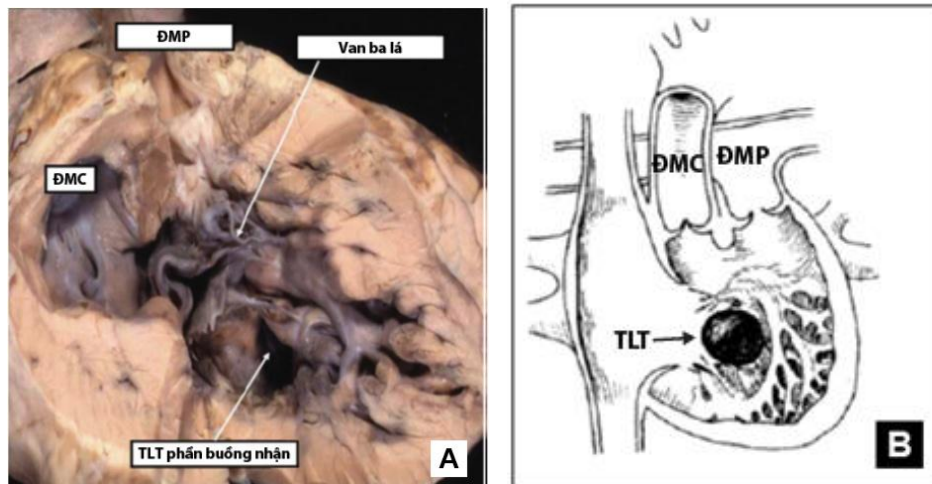 ĐMP
Van ba lá
ĐMC
TLT phần buồng nhận
A
ĐMC
ĐMP
TLT
B